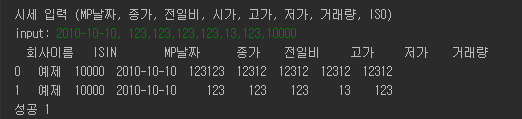 시세 입력 (MP날짜, 종가, 전일비, 시가, 고가, 저가, 거래량, ISO)
input: 2010-10-10, 123,123,123,123,13,123,10000
회사이름 ISIN MP날짜 종가 전일비 고가 저가 거래량
0 예제 10000 2010-10-10 123123 12312 12312 12312 12312
1 예제 10000 2010-10-10 123 123 123 13 123
성공 1